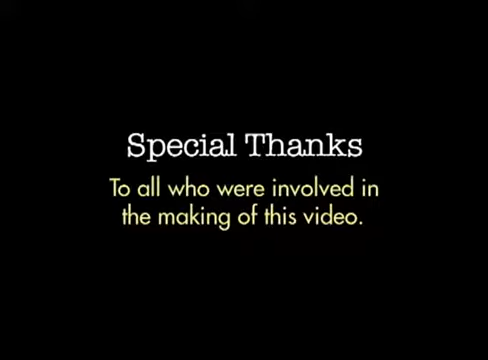 Special Thanks
To all who were involved in
the making of this video.